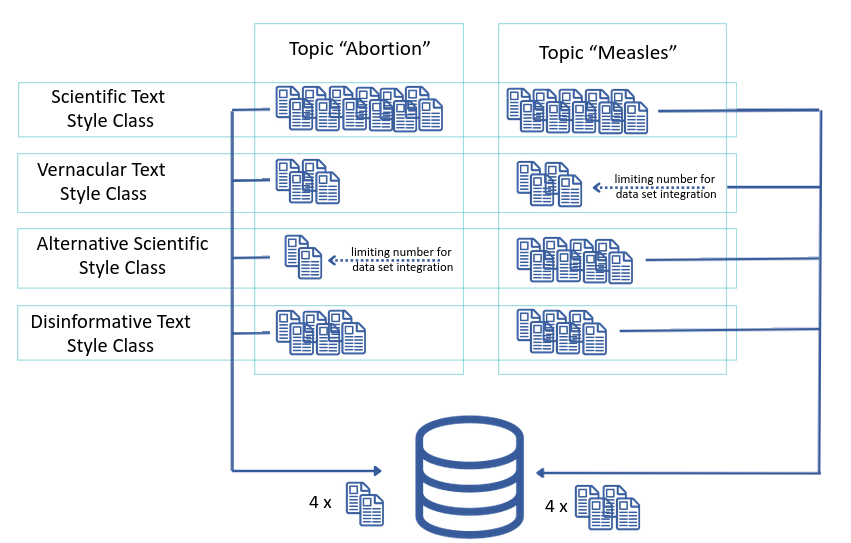 Topic “Abortion”
Topic “Measles”
Scientific Text
Style Class
Vernacular Text
Style Class
limiting number for
data set integration
Alternative Scientific
Style Class
limiting number for
data set integration
Disinformative Text
Style Class
4 x
4 x